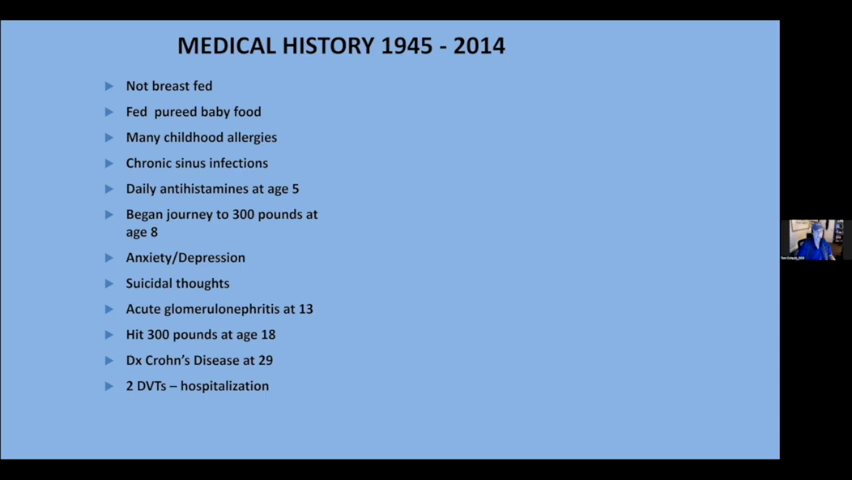 MEDICAL HISTORY 1945 - 2014
Not breast fed
Fed pureed baby food
Many childhood allergies
Chronic sinus infections
Daily antihistamines at age 5
Began journey to 300 pounds at
age 8
Anxiety/Depression
Suicidal thoughts
Acute glomerulonephritis at 13
Hit 300 pounds at age 18
Dx Crohn's Disease at 29
2 DVTs – hospitalization